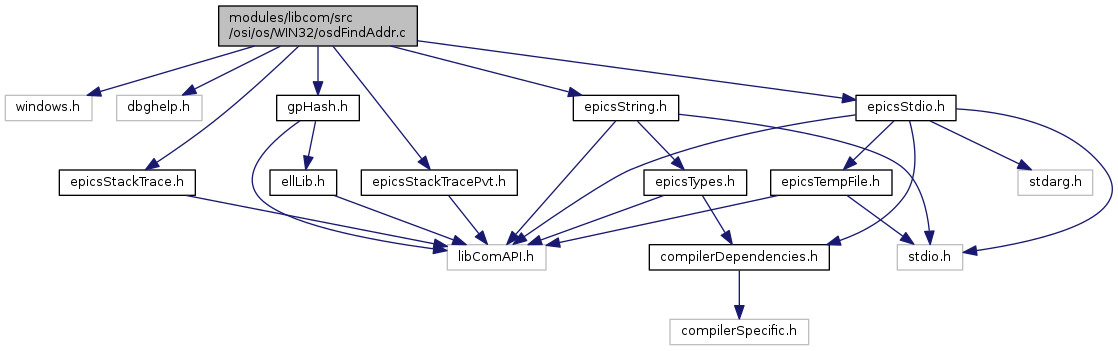 modules/libcom/src
/osi/os/WIN32/osdFindAddr.c
windows.h
dbghelp.h
gpHash.h
epicsString.h
epicsStdio.h
epicsStackTrace.h
ellLib.h
epicsStackTracePvt.h
epicsTypes.h
epicsTempFile.h
stdarg.h
libComAPI.h
compilerDependencies.h
stdio.h
compilerSpecific.h